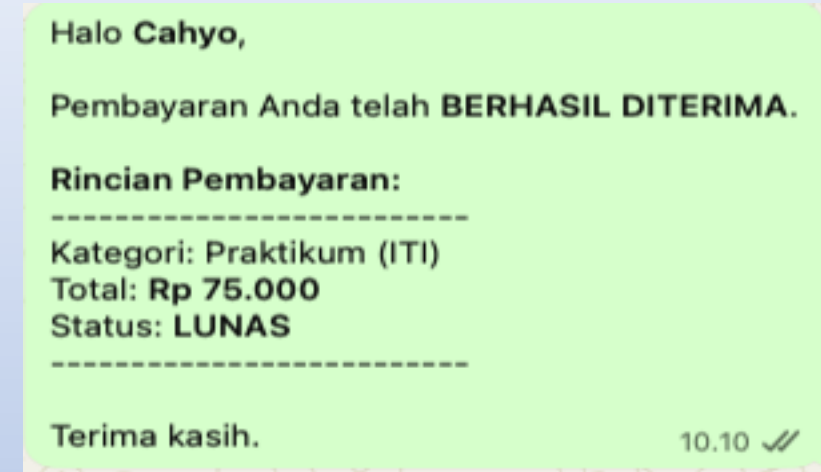 Halo Cahyo,
Pembayaran Anda telah BERHASIL DITERIMA.
Rincian Pembayaran:
--------------------------
Kategori: Praktikum (ITI)
Total: Rp 75.000
Status: LUNAS
--------------------------
Terima kasih.
10.10